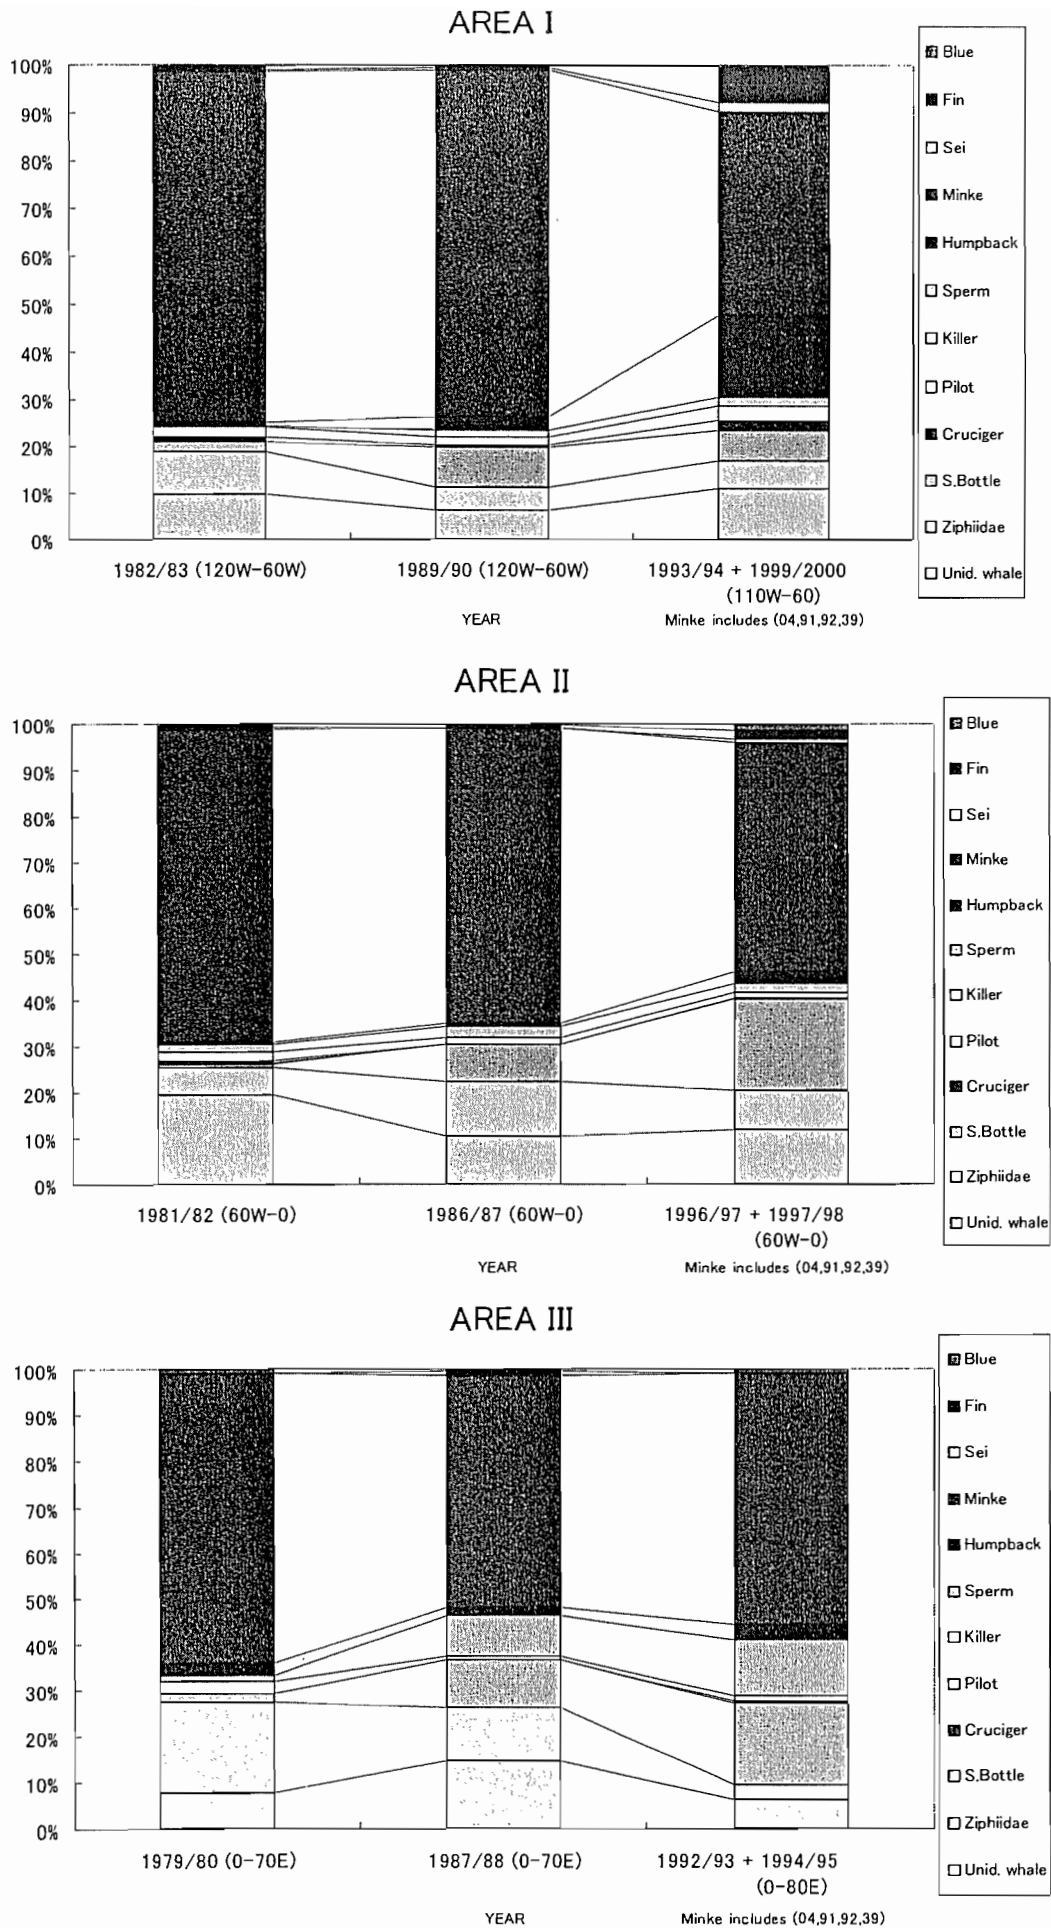 AREA I
100%
90%
80%
70%
60%
50%
40%
30%
20%
10%
0%
1982/83 (120W-60W)
1989/90 (120W-60W)
1993/94 + 1999/2000
(110W-60)
YEAR
Minke includes (04,91,92,39)
Blue
Fin
Sei
Minke
Humpback
Sperm
Killer
Pilot
Cruciger
S.Bottle
Ziphiidae
Unid. whale
AREA II
100%
90%
80%
70%
60%
50%
40%
30%
20%
10%
0%
1981/82 (60W-0)
1986/87 (60W-0)
1996/97 + 1997/98
(60W-0)
YEAR
Minke includes (04,91,92,39)
Blue
Fin
Sei
Minke
Humpback
Sperm
Killer
Pilot
Cruciger
S.Bottle
Ziphiidae
Unid. whale
AREA III
100%
90%
80%
70%
60%
50%
40%
30%
20%
10%
0%
1979/80 (0-70E)
1987/88 (0-70E)
1992/93 + 1994/95
(0-80E)
YEAR
Minke includes (04,91,92,39)
Blue
Fin
Sei
Minke
Humpback
Sperm
Killer
Pilot
Cruciger
S.Bottle
Ziphiidae
Unid. whale